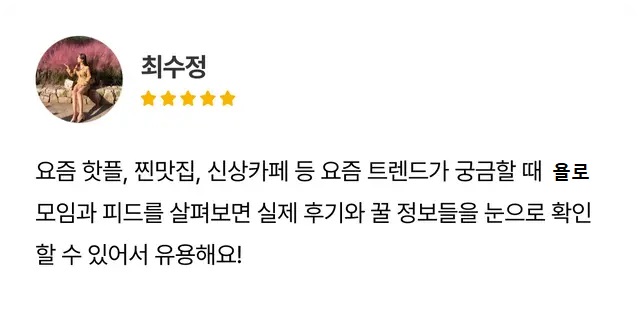 최수정
요즘 핫플, 찐맛집, 신상카페 등 요즘 트렌드가 궁금할 때 욜로
모임과 피드를 살펴보면 실제 후기와 꿀 정보들을 눈으로 확인
할 수 있어서 유용해요!